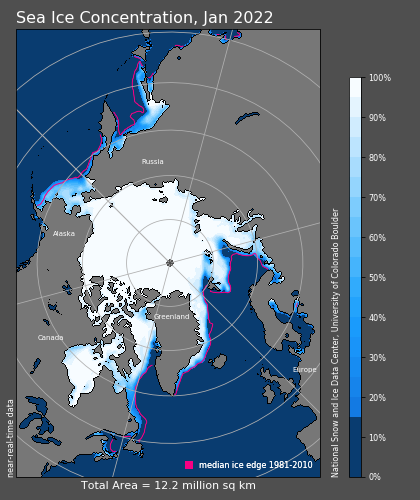 Sea Ice Concentration, Jan 2022
Russia
Alaska
Canada
Greenland
Europe
median ice edge 1981-2010
near-real-time data
Total Area = 12.2 million sq km
National Snow and Ice Data Center, University of Colorado Boulder
100%
90%
80%
70%
60%
50%
40%
30%
20%
10%
0%